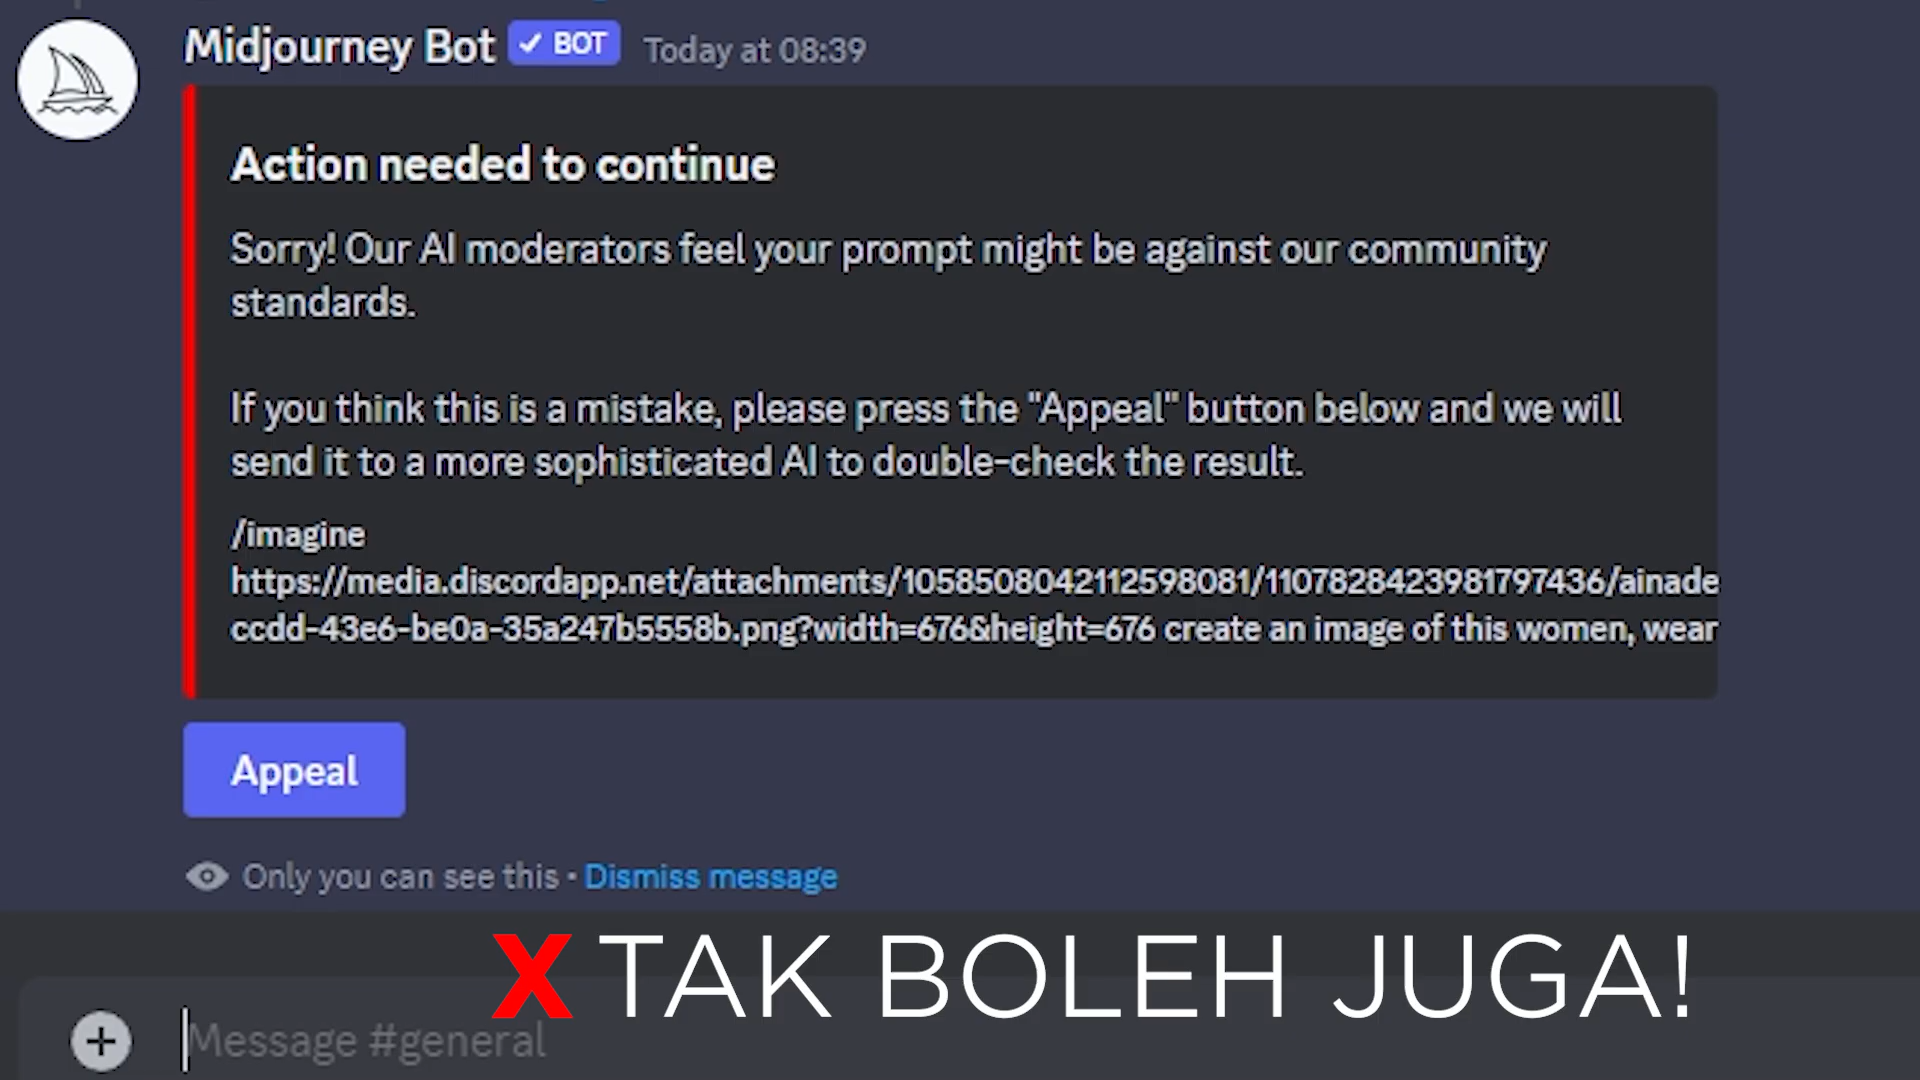 Midjourney Bot ✓ BOT Today at 08:39
Action needed to continue
Sorry! Our AI moderators feel your prompt might be against our community
standards.
If you think this is a mistake, please press the "Appeal" button below and we will
send it to a more sophisticated AI to double-check the result.
/imagine
https://media.discordapp.net/attachments/1058508042112598081/1107828423981797436/ainade
ccdd-43e6-be0a-35a247b5558b.png?width=676&height=676 create an image of this women, wear
Appeal
Only you can see this • Dismiss message
X TAK BOLEH JUGA!
Message #general